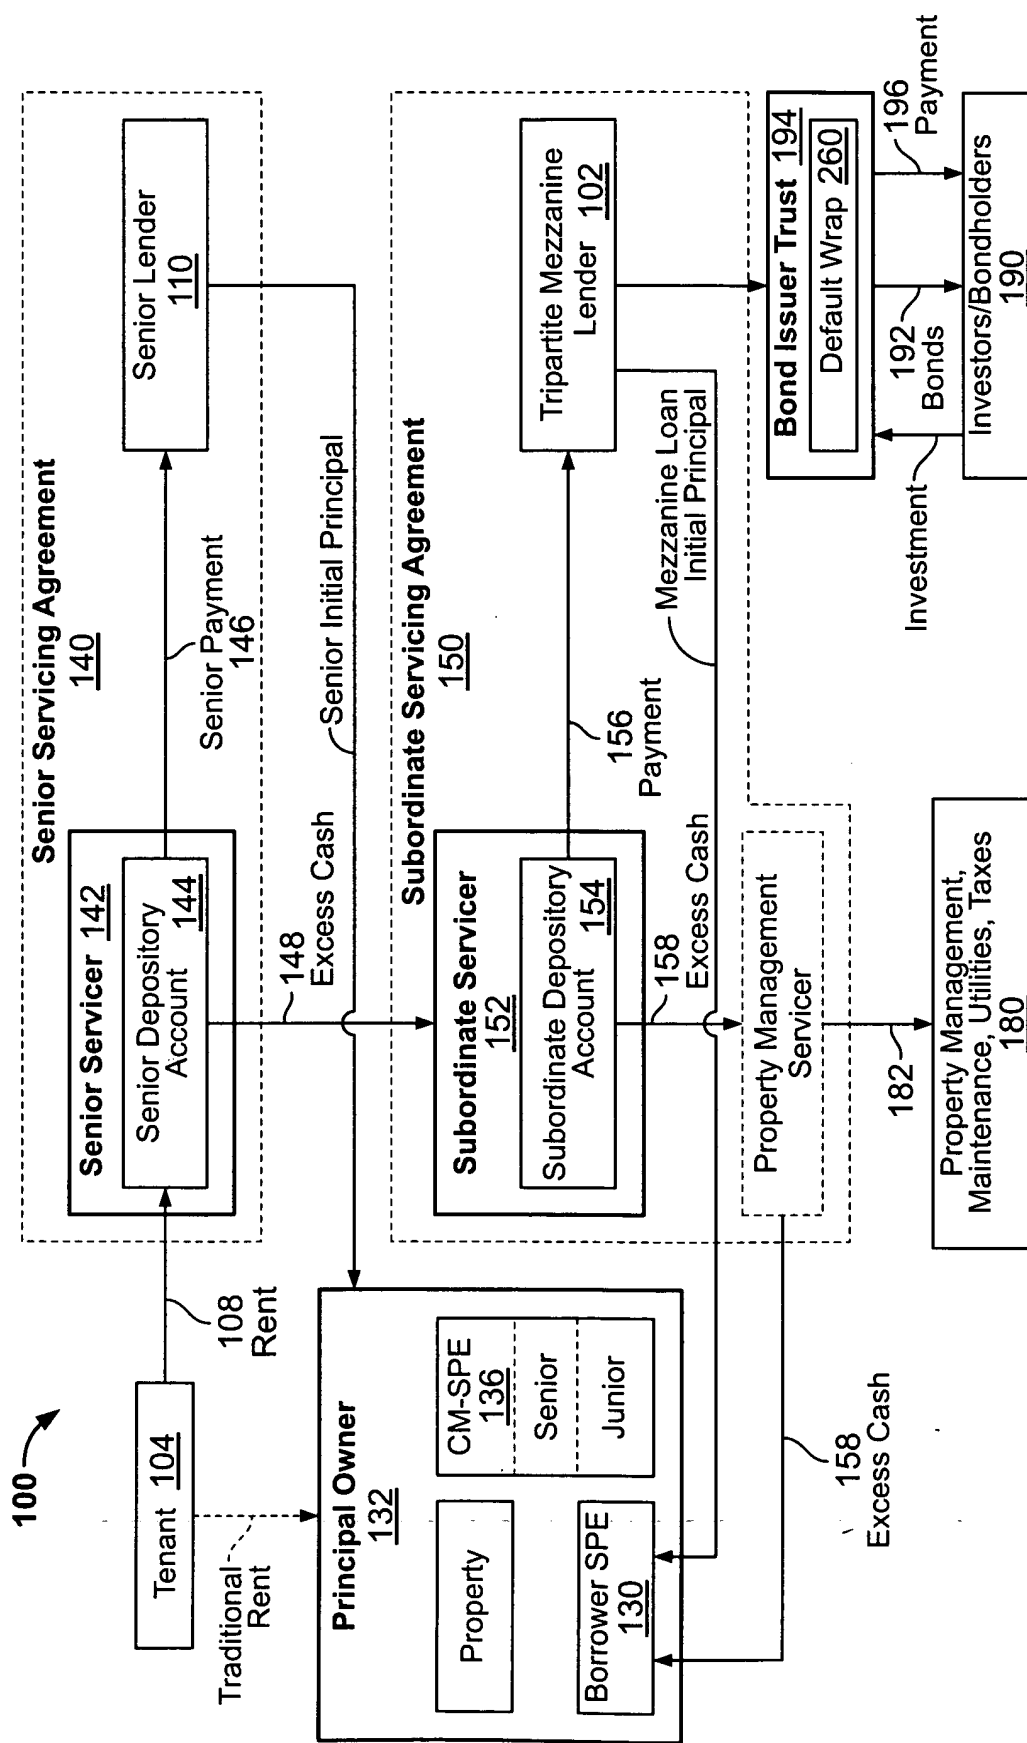 100
Tenant 104
Traditional
Rent
108
Rent
Senior Servicing Agreement
140
Senior Servicer 142
Senior Depository
Account 144
Senior Payment
146
Senior Lender
110
148
Excess Cash
Senior Initial Principal
Principal Owner
132
Property
CM-SPE
136
Senior
Junior
Borrower SPE
130
Subordinate Servicing Agreement
150
Subordinate Servicer
152
Subordinate Depository
Account 154
156
Payment
Tripartite Mezzanine
Lender 102
158
Excess Cash
Mezzanine Loan
Initial Principal
Property Management
Servicer
158
Excess Cash
182
Property Management,
Maintenance, Utilities, Taxes
180
Bond Issuer Trust 194
Default Wrap 260
Investment
192
Bonds
196
Payment
Investors/Bondholders
190